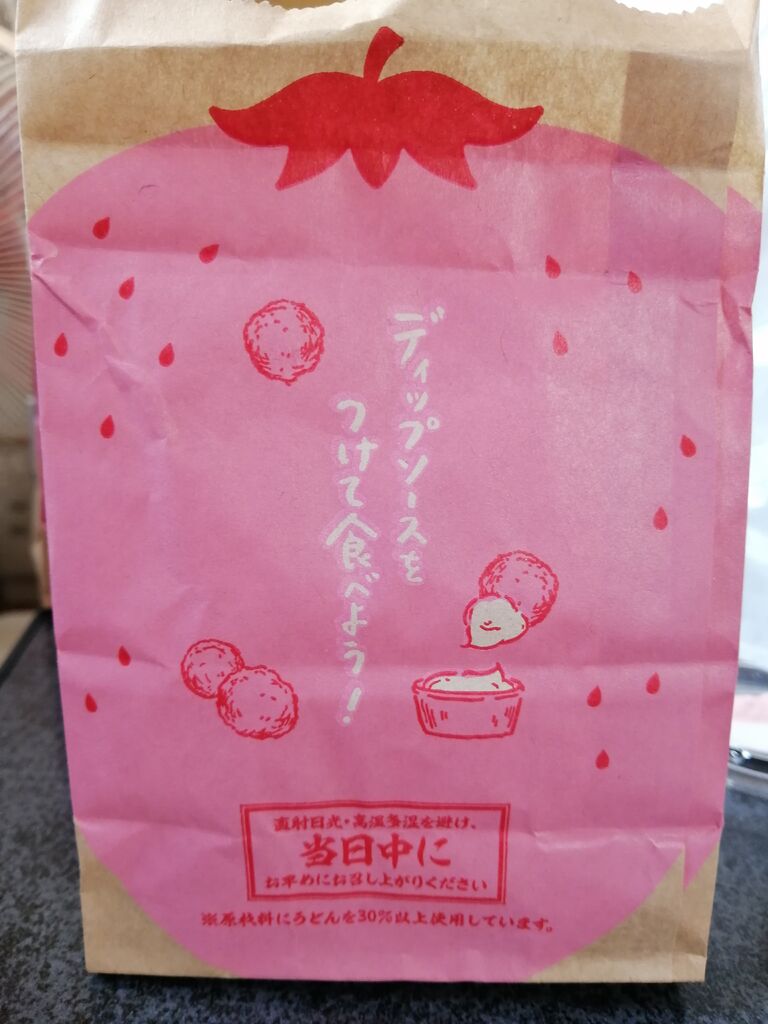 ディップソースを
つけて食べよう!
直射日光・高温多湿を避け、
当日中に
お早めにお召し上がりください
※原材料にうどんを30%以上使用しています。